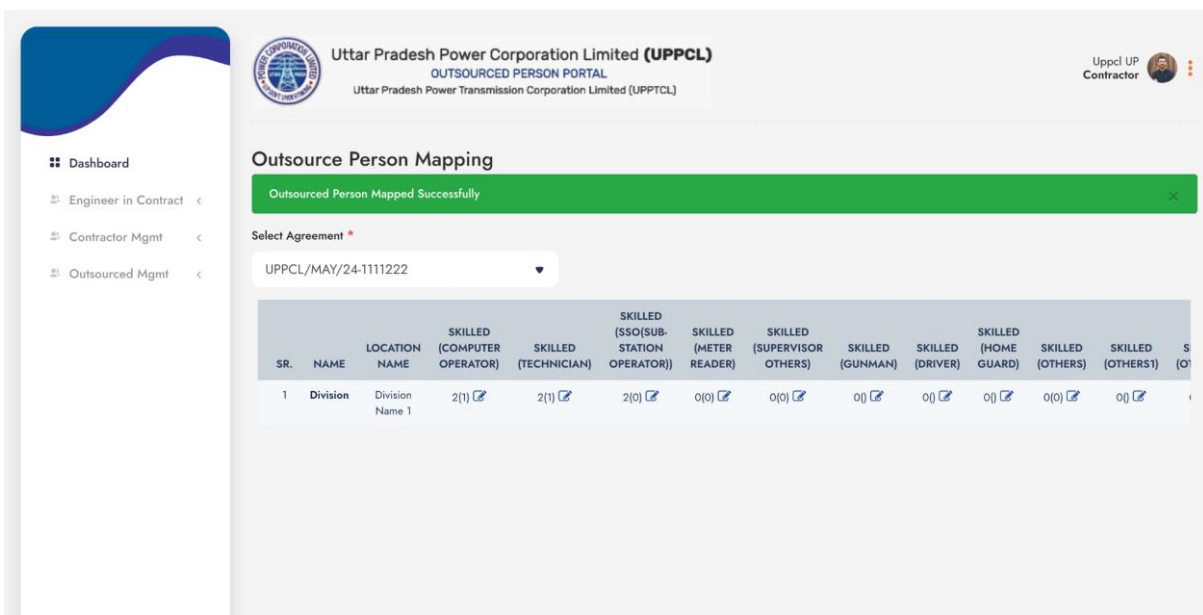 Uttar Pradesh Power Corporation Limited (UPPCL)
OUTSOURCED PERSON PORTAL
Uttar Pradesh Power Transmission Corporation Limited (UPPTCL)
Uppcl UP
Contractor
Dashboard
Engineer in Contract
Contractor Mgmt
Outsourced Mgmt
Outsource Person Mapping
Outsourced Person Mapped Successfully
Select Agreement *
UPPCL/MAY/24-1111222
SR. NAME LOCATION NAME SKILLED (COMPUTER OPERATOR) SKILLED (TECHNICIAN) SKILLED (SSO(SUB-STATION OPERATOR)) SKILLED (METER READER) SKILLED (SUPERVISOR OTHERS) SKILLED (GUNMAN) SKILLED (DRIVER) SKILLED (HOME GUARD) SKILLED (OTHERS) SKILLED (OTHERS1)
1 Division Division Name 1 2(1) 2(1) 2(0) 0(0) 0(0) 0() 0() 0() 0(0) 0()